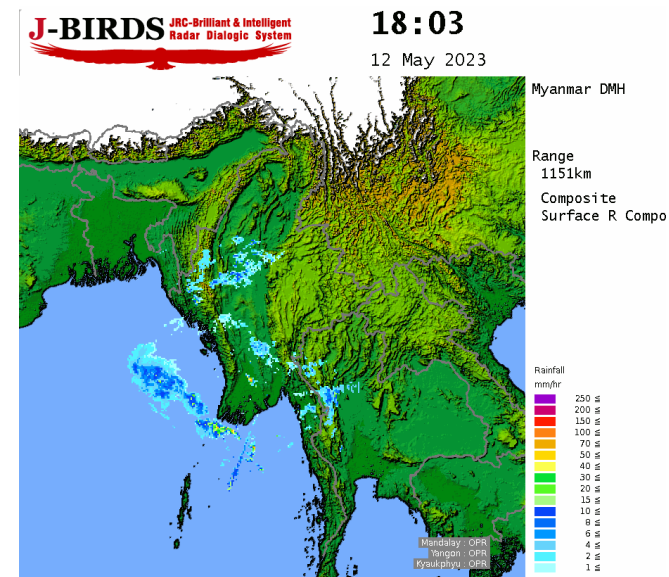 J-BIRDS JRC-Brilliant & Intelligent
Radar Dialogic System
18:03
12 May 2023
Myanmar DMH
Range
1151km
Composite
Surface R Compo
Rainfall
mm/hr
250 ≦
200 ≦
150 ≦
100 ≦
70 ≦
50 ≦
40 ≦
30 ≦
20 ≦
15 ≦
10 ≦
8 ≦
6 ≦
4 ≦
2 ≦
1 ≦
Mandalay : OPR
Yangon : OPR
Kyaukphyu : OPR